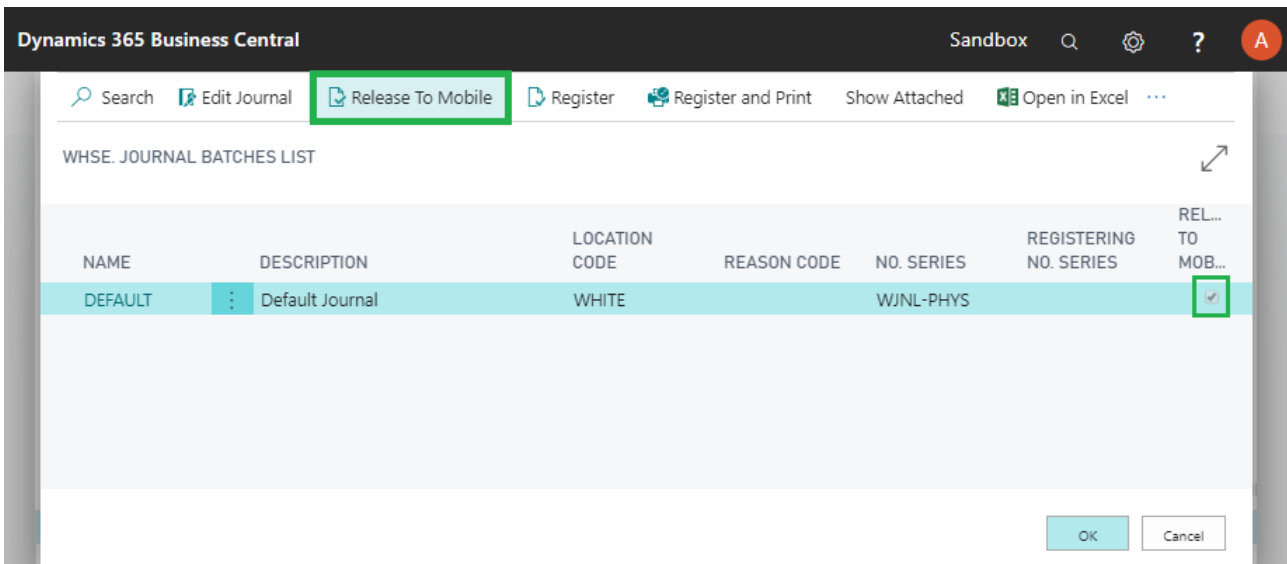 Dynamics 365 Business Central Sandbox ? A
Search Edit Journal Release To Mobile Register Register and Print Show Attached Open in Excel ···
WHSE. JOURNAL BATCHES LIST
NAME DESCRIPTION LOCATION CODE REASON CODE NO. SERIES REGISTERING NO. SERIES REL... TO MOB...
DEFAULT Default Journal WHITE WJNL-PHYS
OK Cancel